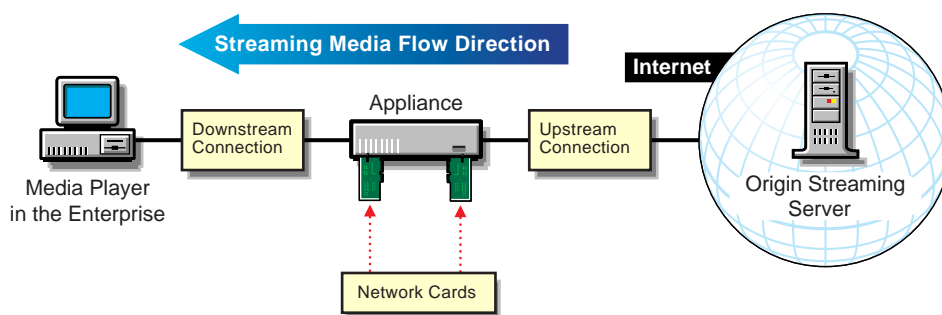 Streaming Media Flow Direction
Internet
Appliance
Downstream
Connection
Upstream
Connection
Media Player
in the Enterprise
Origin Streaming
Server
Network Cards